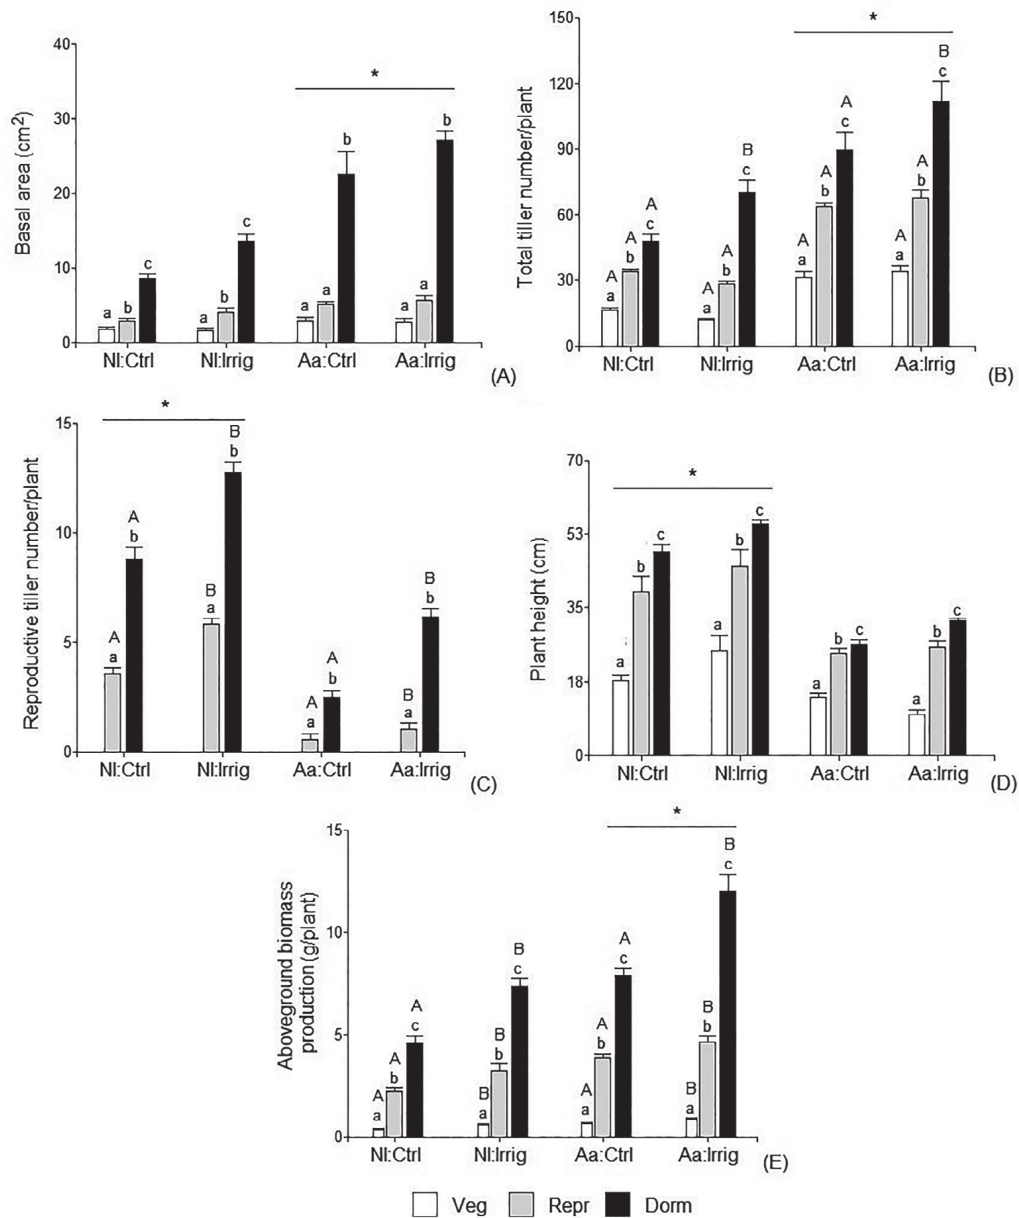 *
40
30
20
10
0
Basal area (cm2)
a b c
a b c
a a b
a a b
Nl:Ctrl Nl:Irrig Aa:Ctrl Aa:Irrig
(A)
*
150
120
90
60
30
0
Total tiller number/plant
A A A
a b c
A A B
a b c
A A A
a b c
A A B
a b c
Nl:Ctrl Nl:Irrig Aa:Ctrl Aa:Irrig
(B)
*
15
10
5
0
Reproductive tiller number/plant
A A
a b
B B
a b
A A
a b
B B
a b
Nl:Ctrl Nl:Irrig Aa:Ctrl Aa:Irrig
(C)
*
70
53
35
18
0
Plant height (cm)
a b c
a b c
a b c
a b c
Nl:Ctrl Nl:Irrig Aa:Ctrl Aa:Irrig
(D)
*
15
10
5
0
Aboveground biomass
production (g/plant)
A A A
a b c
B B B
a b c
A A A
a b c
B B B
a b c
Nl:Ctrl Nl:Irrig Aa:Ctrl Aa:Irrig
(E)
Veg Repr Dorm